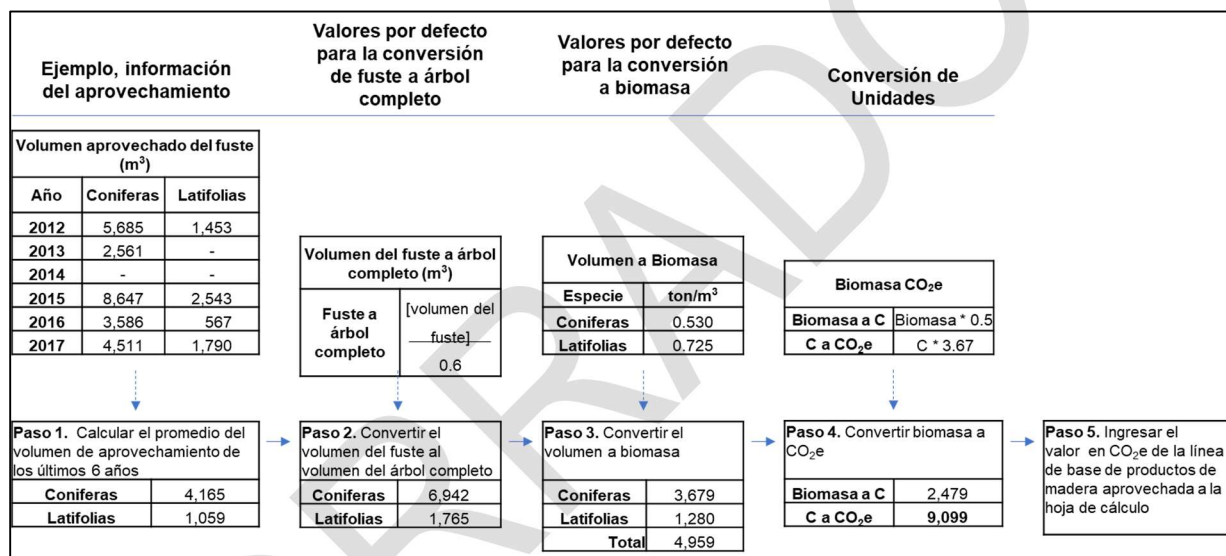 Ejemplo, información
del aprovechamiento
Valores por defecto
para la conversión
de fuste a árbol
completo
Valores por defecto
para la conversión
a biomasa
Conversión de
Unidades
Volumen aprovechado del fuste
(m³)
Año Coniferas Latifolias
2012 5,685 1,453
2013 2,561 -
2014 - -
2015 8,647 2,543
2016 3,586 567
2017 4,511 1,790
Volumen del fuste a árbol
completo (m³)
Fuste a
árbol
completo
[volumen del
fuste]
0.6
Volumen a Biomasa
Especie ton/m³
Coniferas 0.530
Latifolias 0.725
Biomasa CO₂e
Biomasa a C Biomasa * 0.5
C a CO₂e C * 3.67
Paso 1. Calcular el promedio del
volumen de aprovechamiento de
los últimos 6 años
Coniferas 4,165
Latifolias 1,059
Paso 2. Convertir el
volumen del fuste al
volumen del árbol completo
Coniferas 6,942
Latifolias 1,765
Paso 3. Convertir el
volumen a biomasa
Coniferas 3,679
Latifolias 1,280
Total 4,959
Paso 4. Convertir biomasa a
CO₂e
Biomasa a C 2,479
C a CO₂e 9,099
Paso 5. Ingresar el
valor en CO₂e de la línea
de base de productos de
madera aprovechada a la
hoja de cálculo